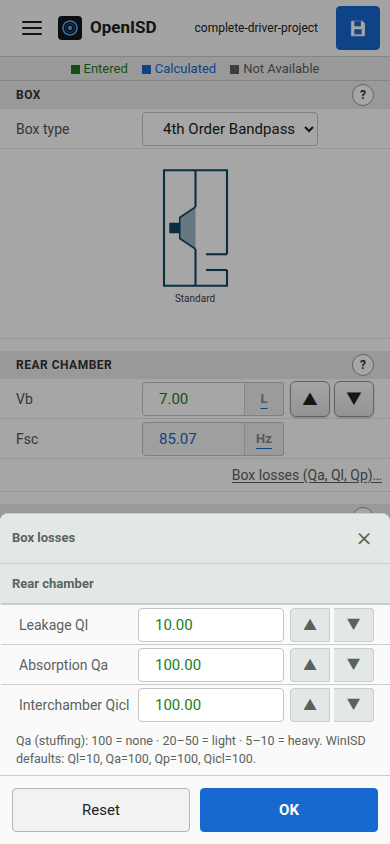 OpenISD
complete-driver-project
Entered Calculated Not Available
BOX ?
Box type 4th Order Bandpass
Standard
REAR CHAMBER ?
Vb 7.00 L ▲ ▼
Fsc 85.07 Hz
Box losses (Qa, Ql, Qp)...
Box losses ×
Rear chamber
Leakage Ql 10.00 ▲ ▼
Absorption Qa 100.00 ▲ ▼
Interchamber Qicl 100.00 ▲ ▼
Qa (stuffing): 100 = none · 20–50 = light · 5–10 = heavy. WinISD
defaults: Ql=10, Qa=100, Qp=100, Qicl=100.
Reset OK